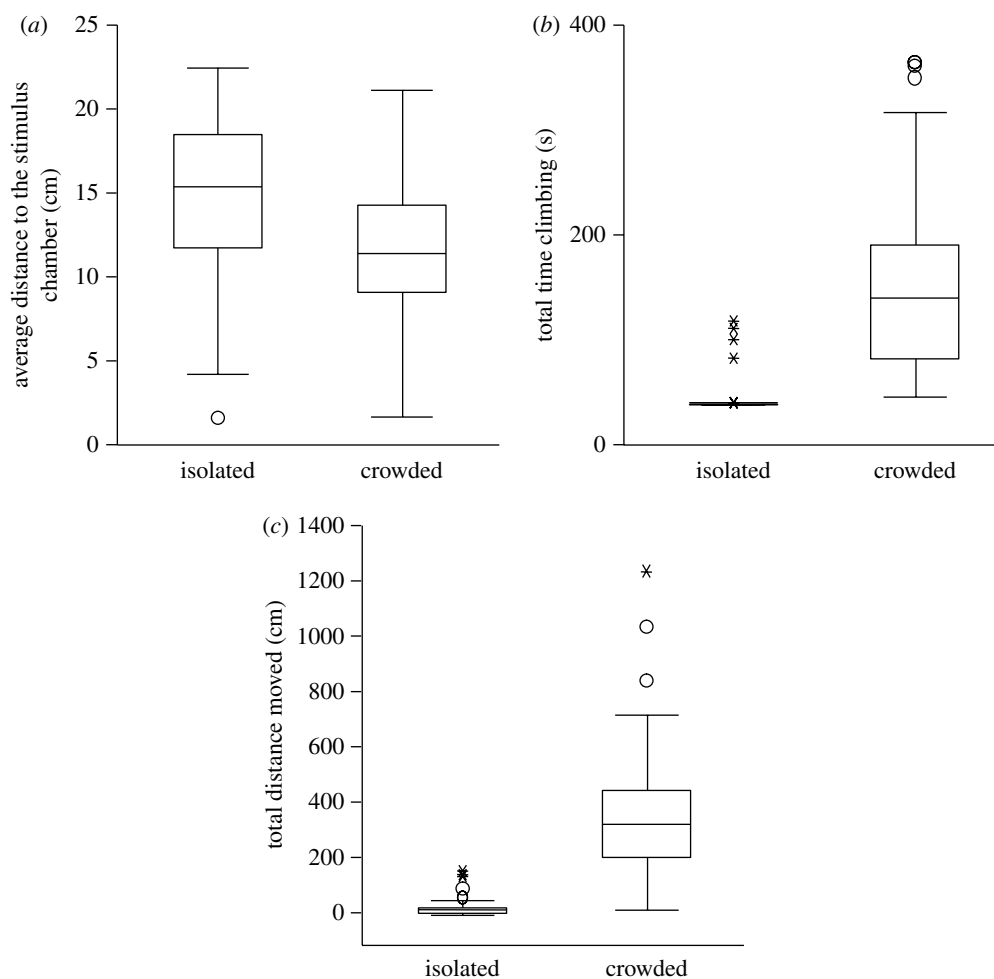 (a)
25
20
15
10
5
0
average distance to the stimulus
chamber (cm)
isolated
crowded
(b)
400
200
0
total time climbing (s)
isolated
crowded
(c)
1400
1200
1000
800
600
400
200
0
total distance moved (cm)
isolated
crowded